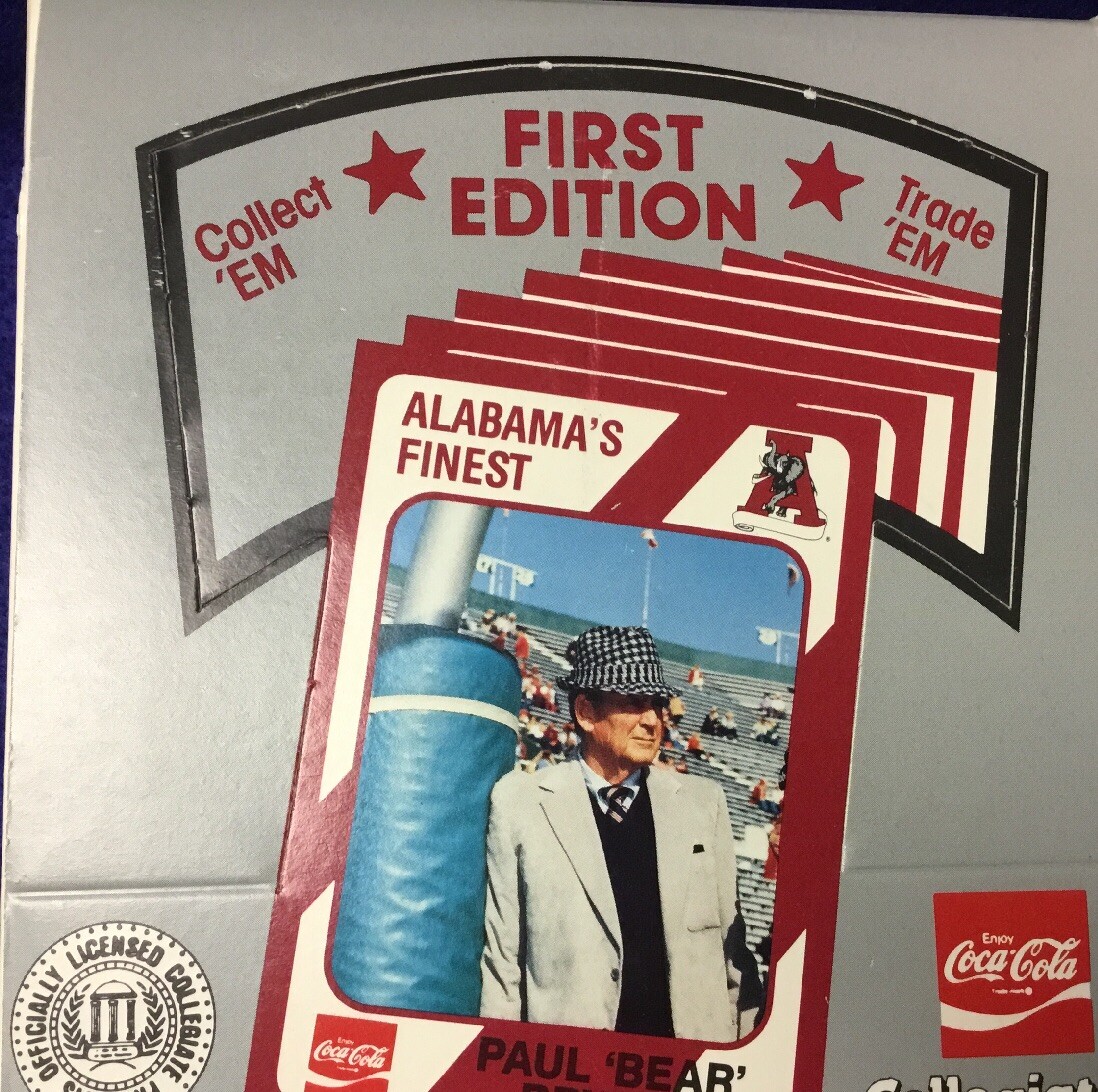 FIRST
EDITION
Collect
'EM
Trade
'EM
ALABAMA'S
FINEST
A
Enjoy
Coca-Cola
PAUL 'BEAR'
Enjoy
Coca-Cola
OFFICIALLY LICENSED COLLEGIATE